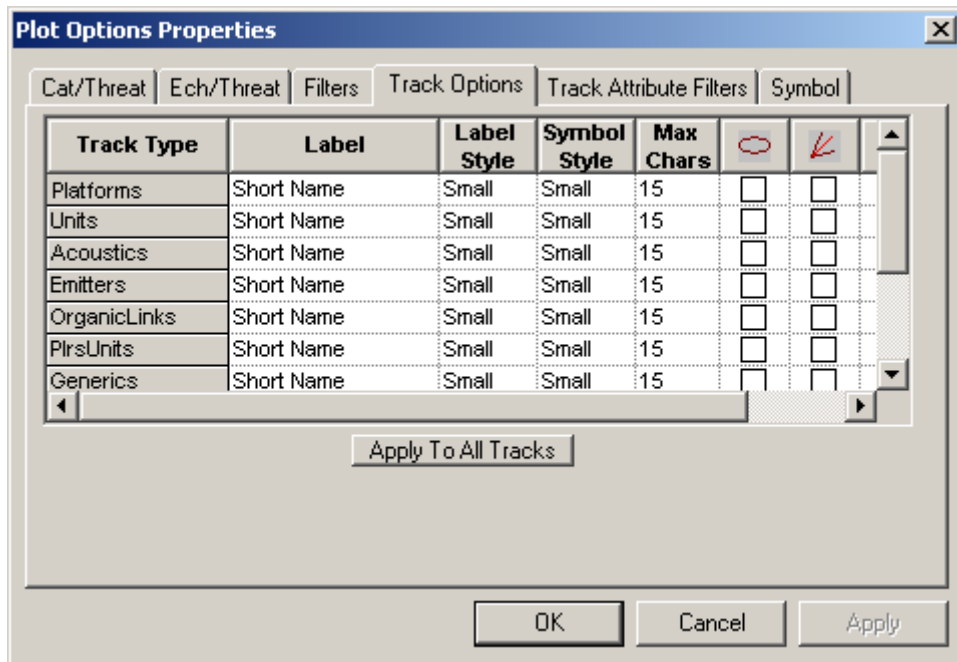 Plot Options Properties
Cat/Threat Ech/Threat Filters Track Options Track Attribute Filters Symbol
Track Type Label Label Style Symbol Style Max Chars
Platforms Short Name Small Small 15
Units Short Name Small Small 15
Acoustics Short Name Small Small 15
Emitters Short Name Small Small 15
OrganicLinks Short Name Small Small 15
PlrsUnits Short Name Small Small 15
Generics Short Name Small Small 15
Apply To All Tracks
OK Cancel Apply